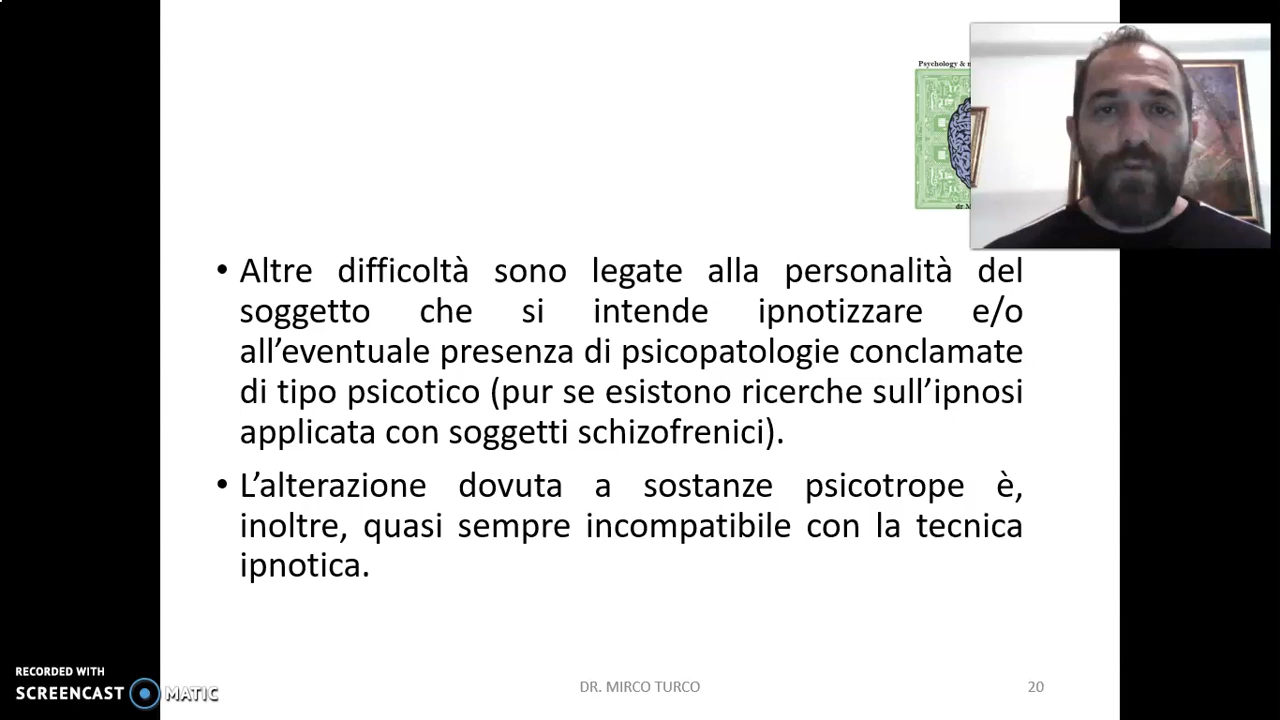 Psychology &
• Altre difficoltà sono legate alla personalità del
soggetto che si intende ipnotizzare e/o
all’eventuale presenza di psicopatologie conclamate
di tipo psicotico (pur se esistono ricerche sull’ipnosi
applicata con soggetti schizofrenici).
• L’alterazione dovuta a sostanze psicotrope è,
inoltre, quasi sempre incompatibile con la tecnica
ipnotica.
RECORDED WITH
SCREENCAST MATIC
DR. MIRCO TURCO
20